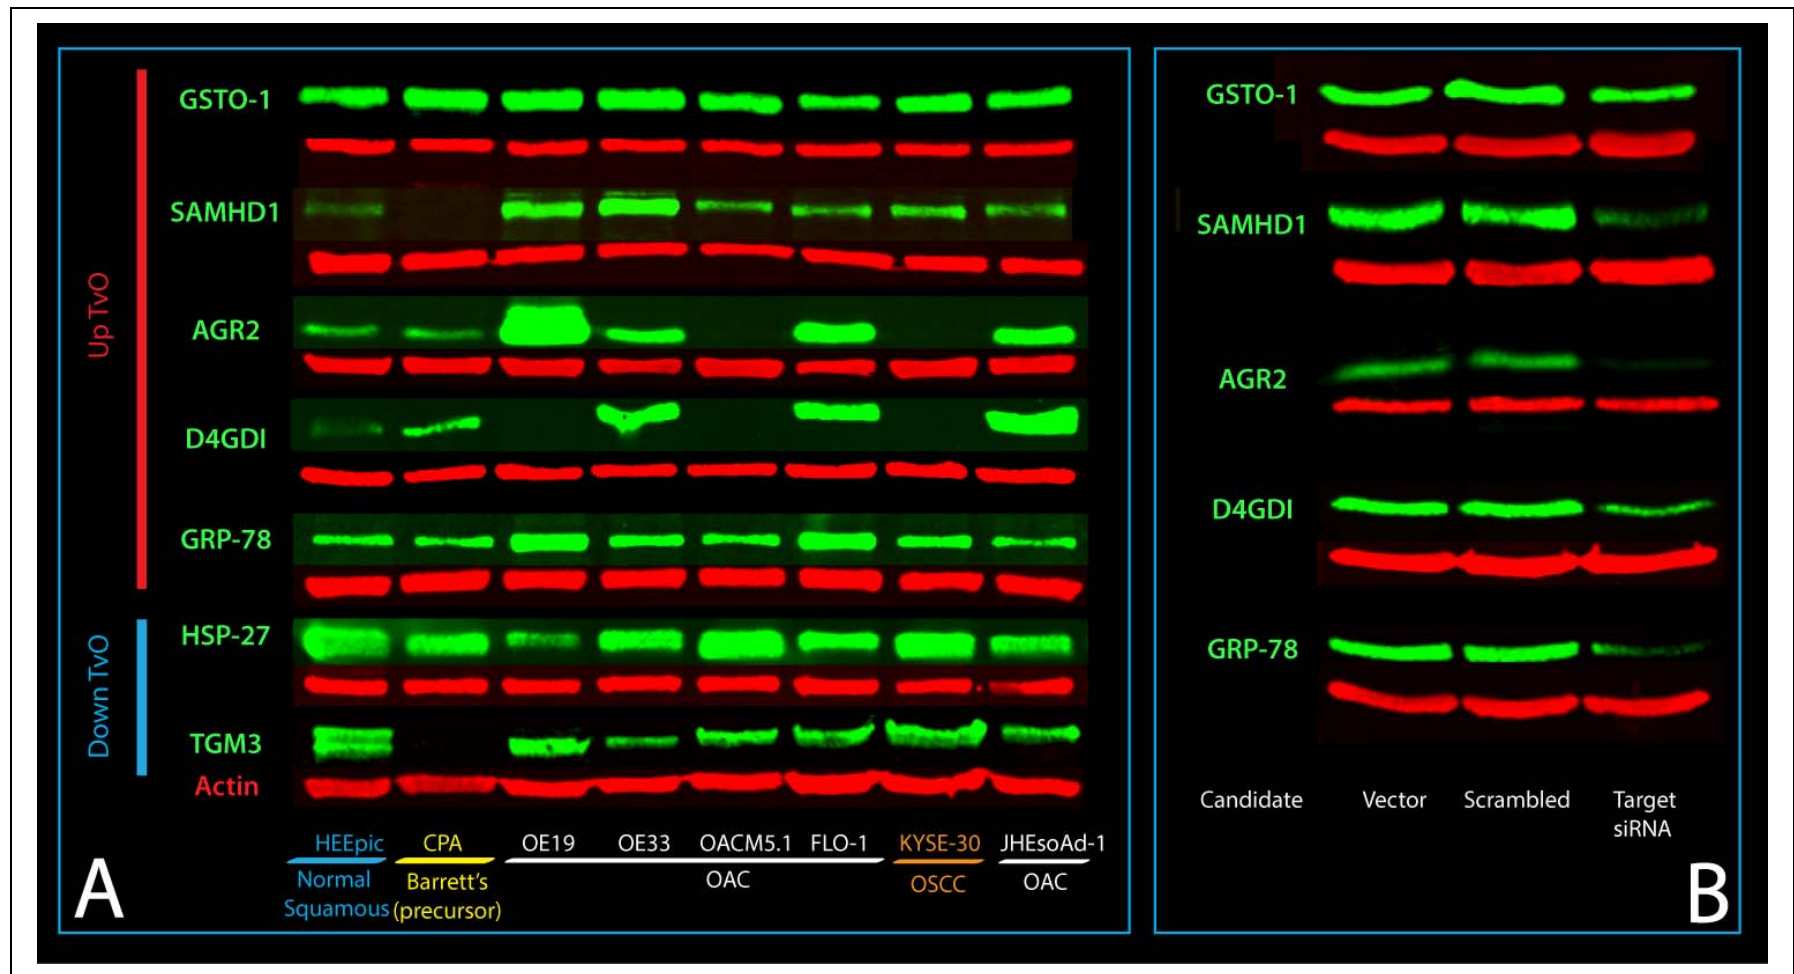 Up TvO
Down TvO
GSTO-1
SAMHD1
AGR2
D4GDI
GRP-78
HSP-27
TGM3
Actin
HEEpic CPA OE19 OE33 OACM5.1 FLO-1 KYSE-30 JHEsoAd-1
Normal Squamous
Barrett's (precursor)
OAC
OSCC
OAC
A
GSTO-1
SAMHD1
AGR2
D4GDI
GRP-78
Candidate Vector Scrambled Target
siRNA
B